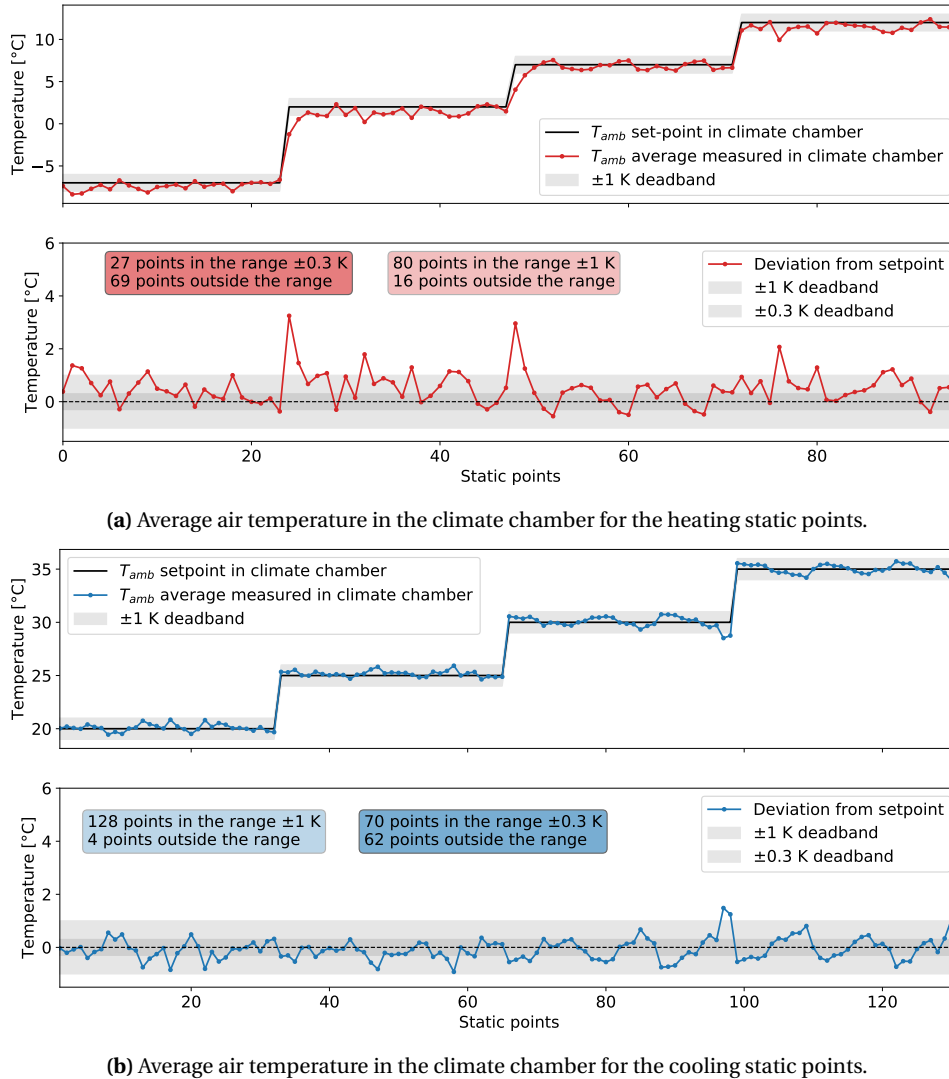 10
5
0
−5
Temperature [°C]
T_amb set-point in climate chamber
T_amb average measured in climate chamber
±1 K deadband
6
4
2
0
Temperature [°C]
27 points in the range ±0.3 K
69 points outside the range
80 points in the range ±1 K
16 points outside the range
Deviation from setpoint
±1 K deadband
±0.3 K deadband
0 20 40 60 80
Static points
(a) Average air temperature in the climate chamber for the heating static points.
35
30
25
20
Temperature [°C]
T_amb setpoint in climate chamber
T_amb average measured in climate chamber
±1 K deadband
6
4
2
0
Temperature [°C]
128 points in the range ±1 K
4 points outside the range
70 points in the range ±0.3 K
62 points outside the range
Deviation from setpoint
±1 K deadband
±0.3 K deadband
20 40 60 80 100 120
Static points
(b) Average air temperature in the climate chamber for the cooling static points.